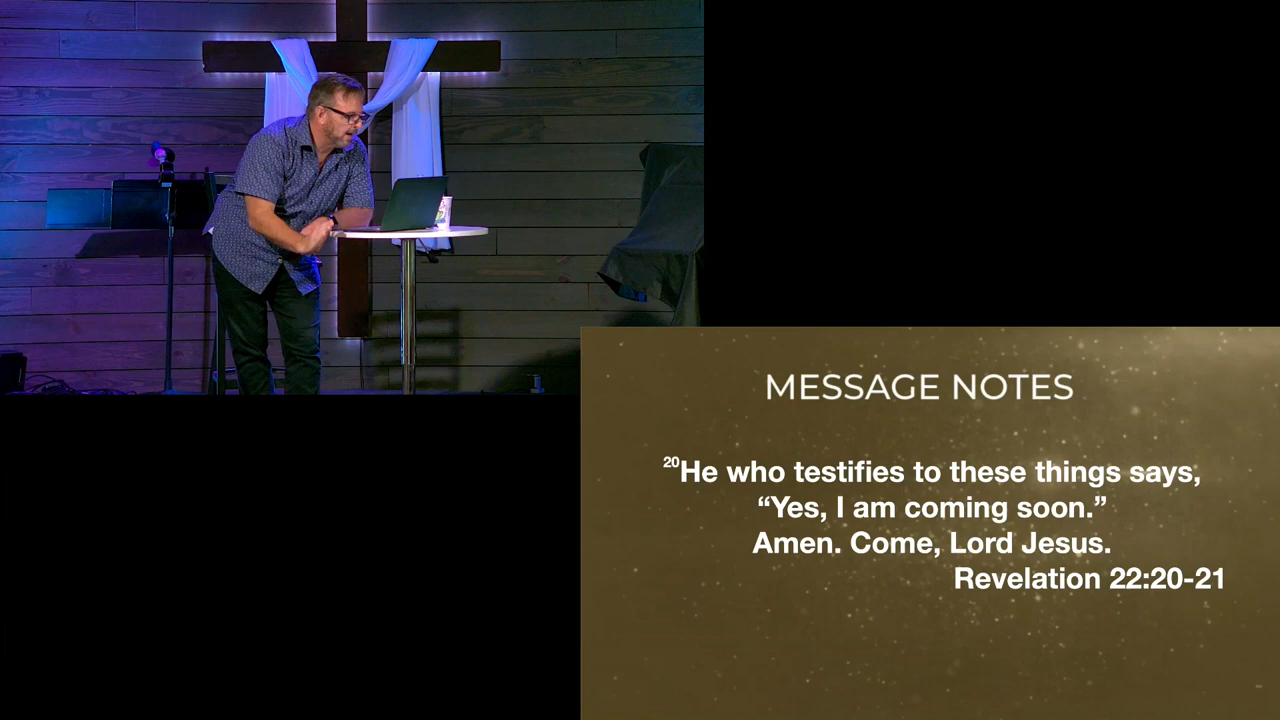 MESSAGE NOTES
20He who testifies to these things says,
“Yes, I am coming soon.”
Amen. Come, Lord Jesus.
Revelation 22:20-21